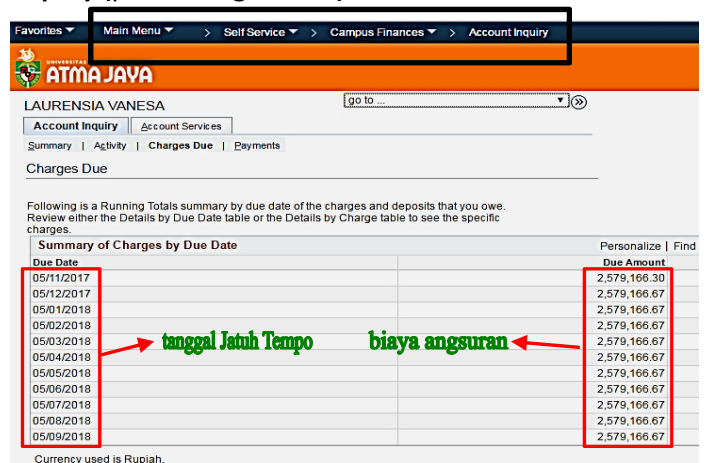 Favorites Main Menu > Self Service > Campus Finances > Account Inquiry
UNIVERSITAS
ATMA JAYA
LAURENSIA VANESA go to ...
Account Inquiry Account Services
Summary | Activity | Charges Due | Payments
Charges Due
Following is a Running Totals summary by due date of the charges and deposits that you owe.
Review either the Details by Due Date table or the Details by Charge table to see the specific
charges.
Summary of Charges by Due Date Personalize | Find
Due Date Due Amount
05/11/2017 2,579,166.30
05/12/2017 2,579,166.67
05/01/2018 2,579,166.67
05/02/2018 2,579,166.67
05/03/2018 2,579,166.67
tanggal Jatuh Tempo biaya angsuran
05/04/2018 2,579,166.67
05/05/2018 2,579,166.67
05/06/2018 2,579,166.67
05/07/2018 2,579,166.67
05/08/2018 2,579,166.67
05/09/2018 2,579,166.67
Currency used is Rupiah.